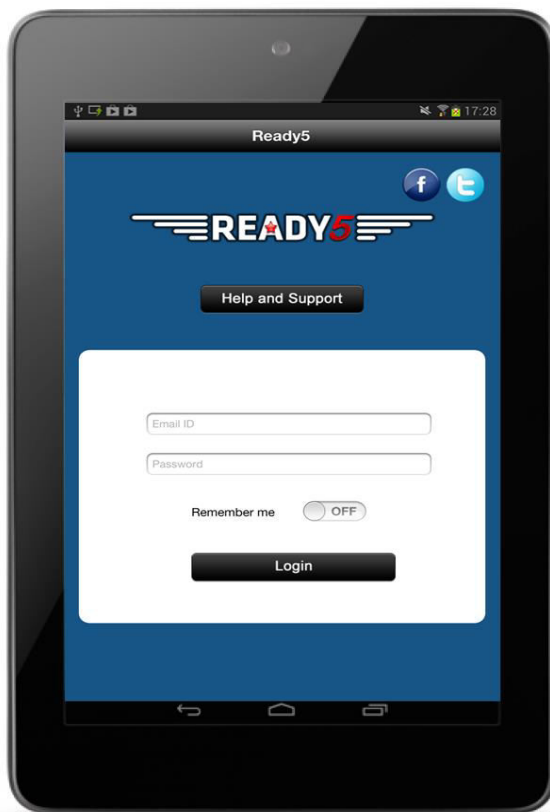 17:28
Ready5
f t
READY5
Help and Support
Email ID
Password
Remember me OFF
Login